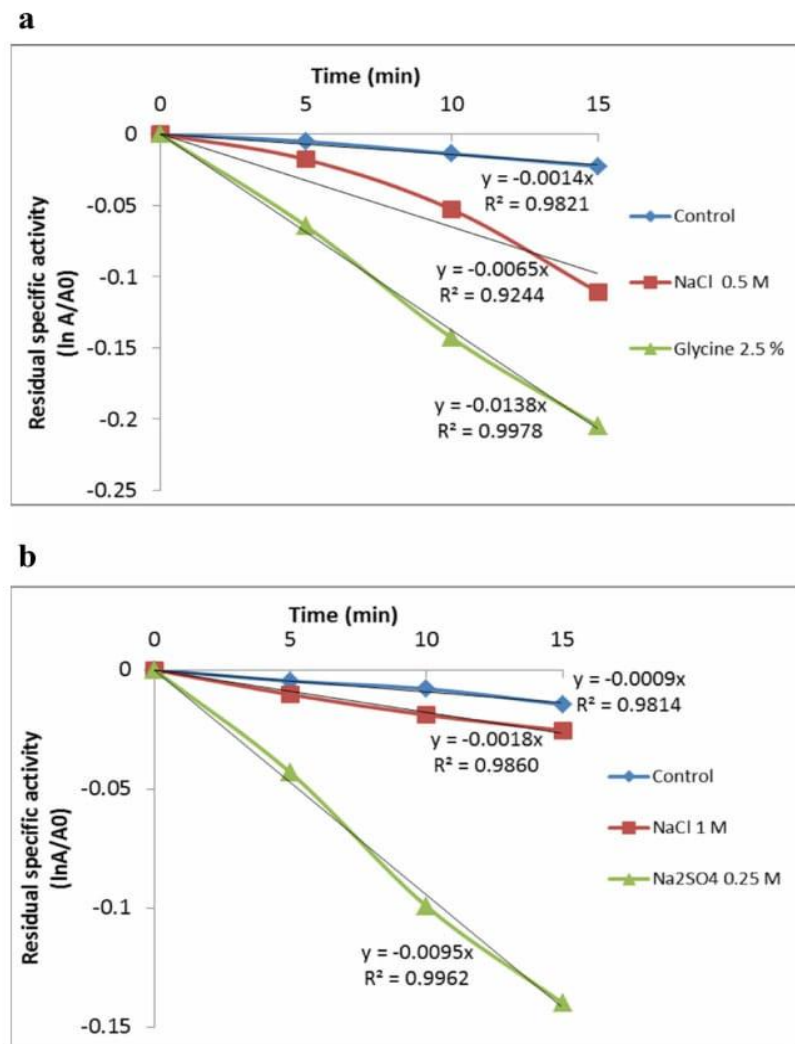 a
Time (min)
0 5 10 15
0
-0.05
-0.1
-0.15
-0.2
-0.25
Residual specific activity
(ln A/A0)
y = -0.0014x
R² = 0.9821
y = -0.0065x
R² = 0.9244
y = -0.0138x
R² = 0.9978
Control
NaCl 0.5 M
Glycine 2.5 %
b
Time (min)
0 5 10 15
0
-0.05
-0.1
-0.15
Residual specific activity
(lnA/A0)
y = -0.0009x
R² = 0.9814
y = -0.0018x
R² = 0.9860
y = -0.0095x
R² = 0.9962
Control
NaCl 1 M
Na2SO4 0.25 M